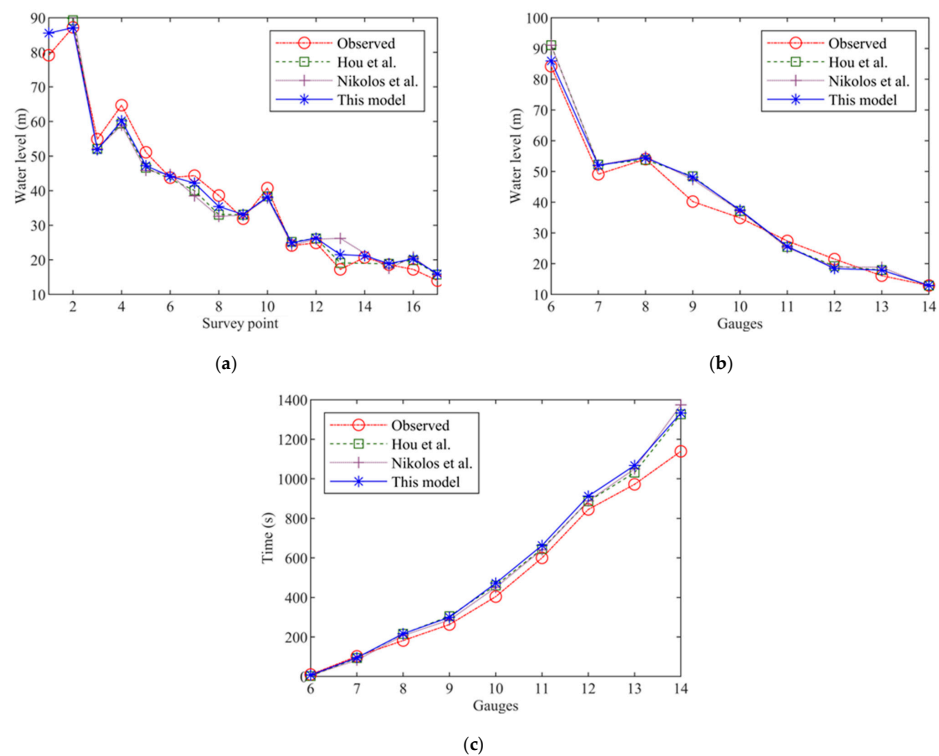 90
80
70
60
50
40
30
20
10
Water level (m)
2
4
6
8
10
12
14
16
Survey point
Observed
Hou et al.
Nikolos et al.
This model
(a)
100
90
80
70
60
50
40
30
20
10
Water level (m)
6
7
8
9
10
11
12
13
14
Gauges
Observed
Hou et al.
Nikolos et al.
This model
(b)
1400
1200
1000
800
600
400
200
0
Time (s)
6
7
8
9
10
11
12
13
14
Gauges
Observed
Hou et al.
Nikolos et al.
This model
(c)